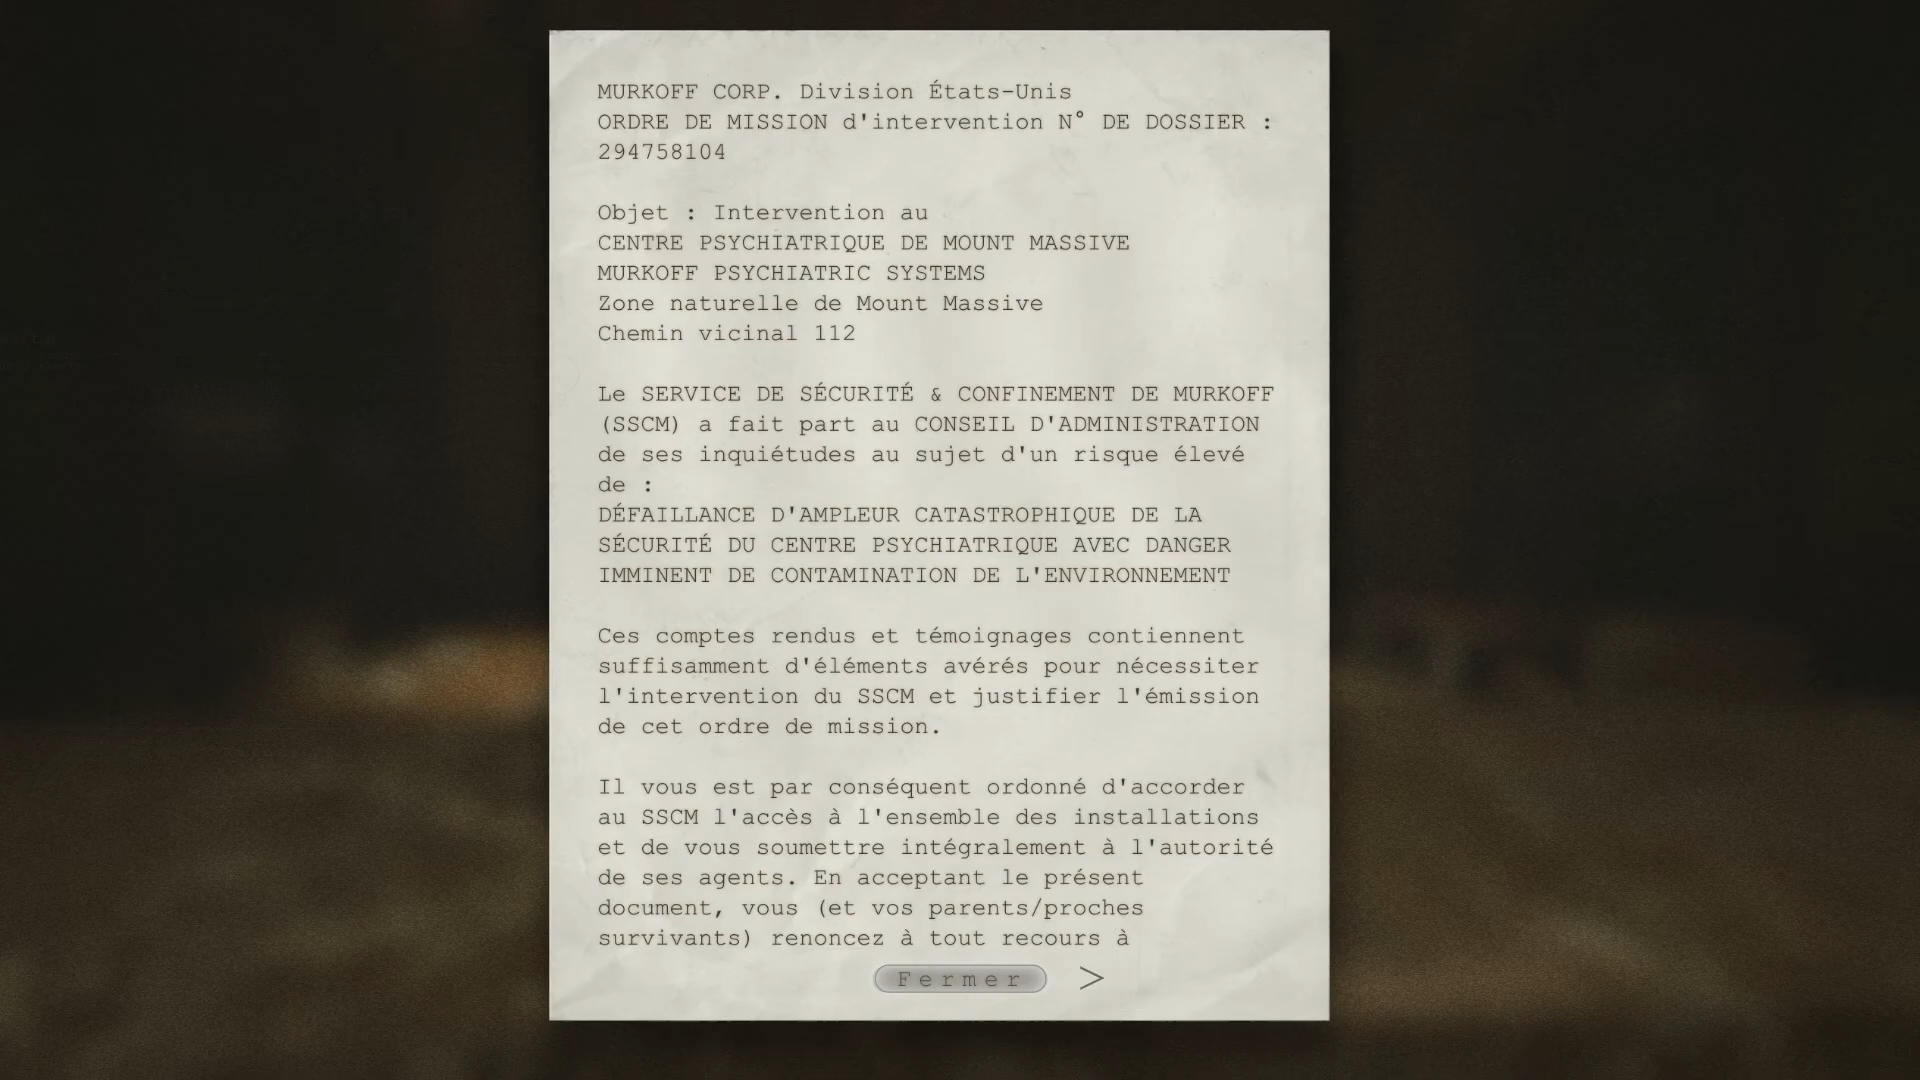 MURKOFF CORP. Division États-Unis
ORDRE DE MISSION d'intervention N° DE DOSSIER :
294758104
Objet : Intervention au
CENTRE PSYCHIATRIQUE DE MOUNT MASSIVE
MURKOFF PSYCHIATRIC SYSTEMS
Zone naturelle de Mount Massive
Chemin vicinal 112
Le SERVICE DE SÉCURITÉ & CONFINEMENT DE MURKOFF
(SSCM) a fait part au CONSEIL D'ADMINISTRATION
de ses inquiétudes au sujet d'un risque élevé
de :
DÉFAILLANCE D'AMPLEUR CATASTROPHIQUE DE LA
SÉCURITÉ DU CENTRE PSYCHIATRIQUE AVEC DANGER
IMMINENT DE CONTAMINATION DE L'ENVIRONNEMENT
Ces comptes rendus et témoignages contiennent
suffisamment d'éléments avérés pour nécessiter
l'intervention du SSCM et justifier l'émission
de cet ordre de mission.
Il vous est par conséquent ordonné d'accorder
au SSCM l'accès à l'ensemble des installations
et de vous soumettre intégralement à l'autorité
de ses agents. En acceptant le présent
document, vous (et vos parents/proches
survivants) renoncez à tout recours à
Fermer >